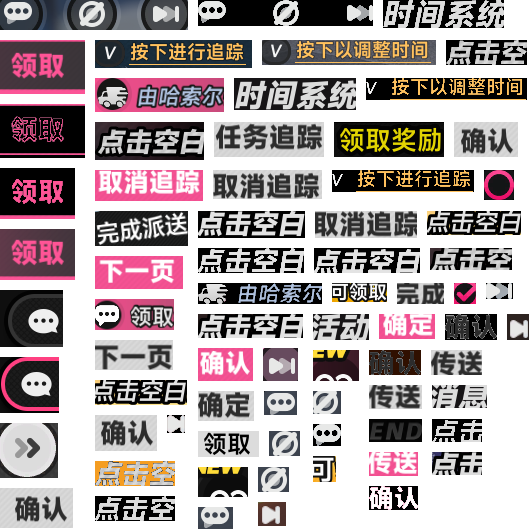 时间系统
领取
V 按下进行追踪
V 按下以调整时间
点击空
由哈索尔
时间系统
V 按下以调整时间
领取
点击空白
任务追踪
领取奖励
确认
领取
取消追踪
取消追踪
V 按下进行追踪
完成派送
点击空白
取消追踪
点击空白
领取
下一页
点击空白
点击空白
点击空
由哈索尔
可领取
完成
领取
点击空白
活动
确定
确认
下一页
确认
NEW
确认
传送
点击空白
确定
传送
消息
确认
领取
END
点击
点击空
NEW
可
传送
点击
确认
点击空
确认